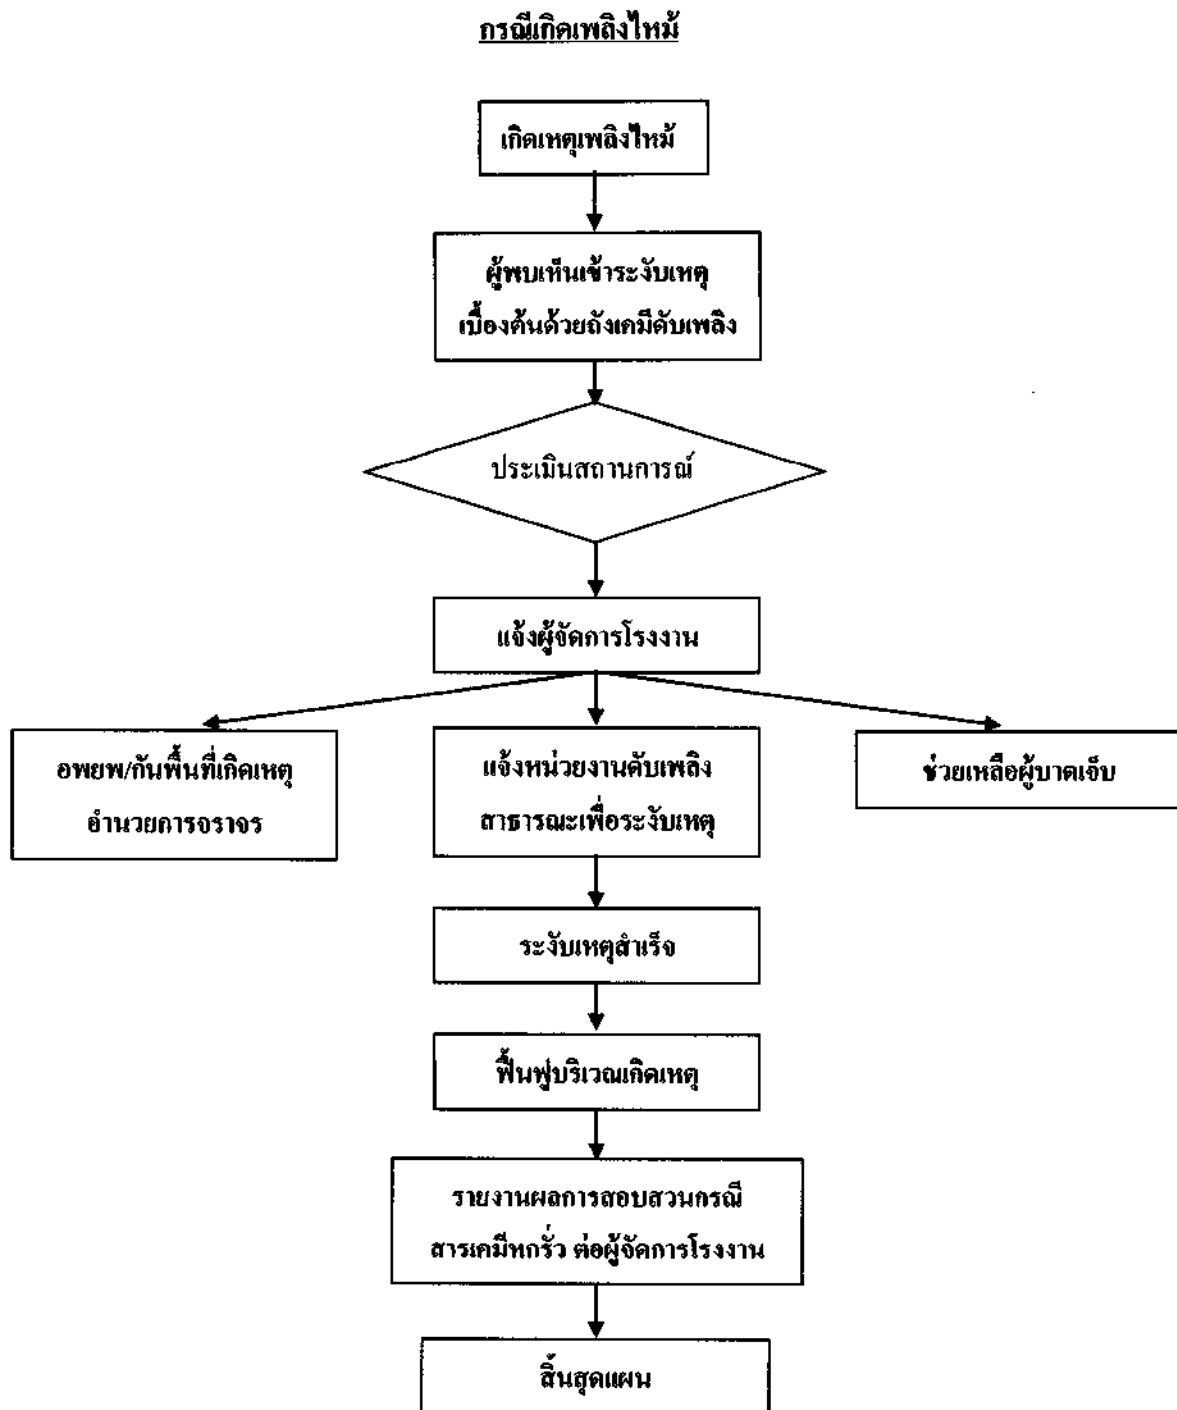 กรณีเกิดเพลิงไหม้
เกิดเหตุเพลิงไหม้
ผู้พบเห็นเข้าระงับเหตุ
เบื้องต้นด้วยถังเคมีดับเพลิง
ประเมินสถานการณ์
แจ้งผู้จัดการโรงงาน
อพยพ/กันพื้นที่เกิดเหตุ
อำนวยการจราจร
แจ้งหน่วยงานดับเพลิง
สาธารณะเพื่อระงับเหตุ
ช่วยเหลือผู้บาดเจ็บ
ระงับเหตุสำเร็จ
ฟื้นฟูบริเวณเกิดเหตุ
รายงานผลการสอบสวนกรณี
สารเคมีหกรั่ว ต่อผู้จัดการโรงงาน
สิ้นสุดแผน